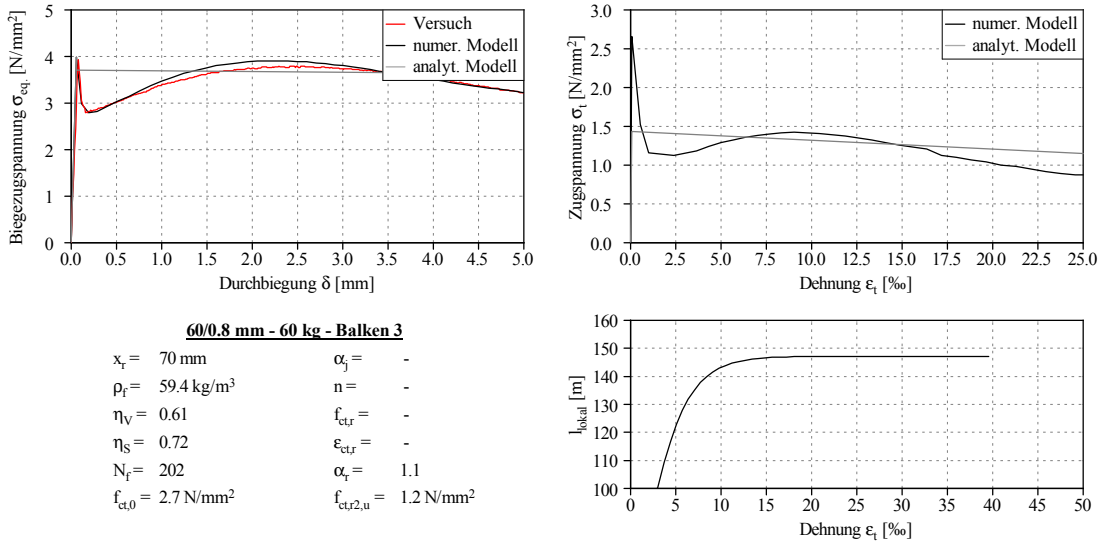 Biegezugspannung σeq. [N/mm²]
5
4
3
2
1
0
0.0 0.5 1.0 1.5 2.0 2.5 3.0 3.5 4.0 4.5 5.0
Durchbiegung δ [mm]
Versuch
numer. Modell
analyt. Modell
Zugspannung σt [N/mm²]
3.0
2.5
2.0
1.5
1.0
0.5
0.0
0.0 2.5 5.0 7.5 10.0 12.5 15.0 17.5 20.0 22.5 25.0
Dehnung εt [‰]
numer. Modell
analyt. Modell
60/0.8 mm - 60 kg - Balken 3
xr = 70 mm αj = -
ρf = 59.4 kg/m³ n = -
ηV = 0.61 fct,r = -
ηS = 0.72 εct,r = -
Nf = 202 αr = 1.1
fct,0 = 2.7 N/mm² fct,r2,u = 1.2 N/mm²
llokal [m]
160
150
140
130
120
110
100
0 5 10 15 20 25 30 35 40 45 50
Dehnung εt [‰]